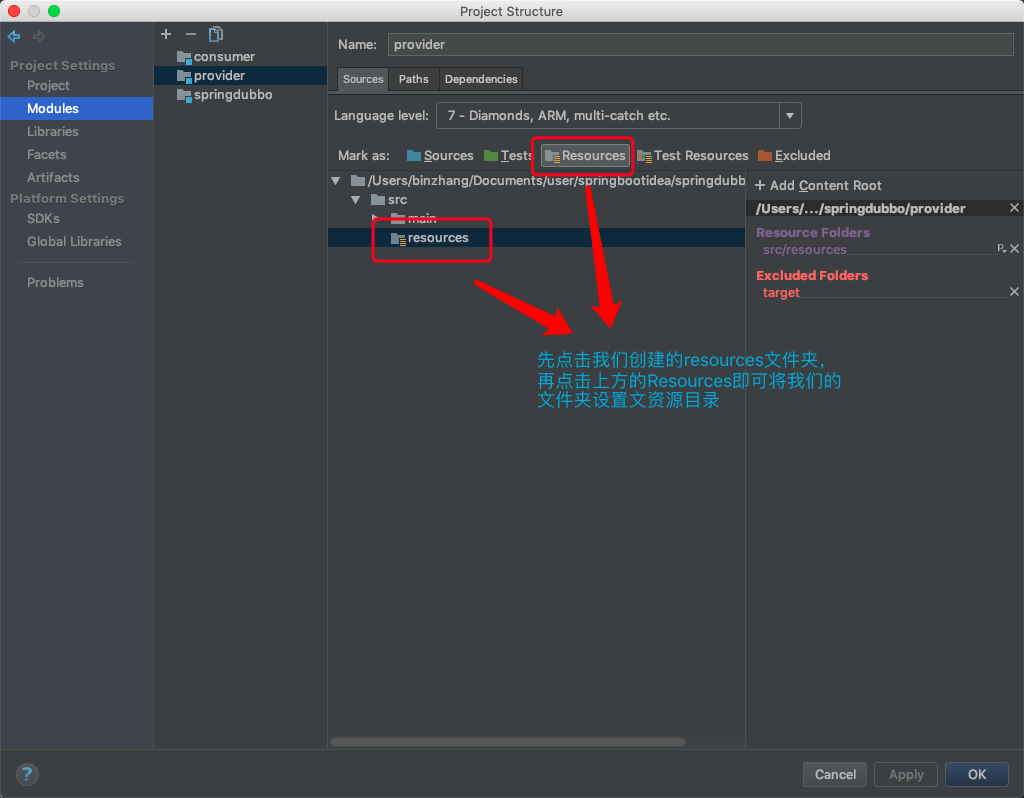 Project Structure
Project Settings
Project
Modules
Libraries
Facets
Artifacts
Platform Settings
SDKs
Global Libraries
Problems
consumer
provider
springdubbo
Name: provider
Sources Paths Dependencies
Language level: 7 - Diamonds, ARM, multi-catch etc.
Mark as: Sources Tests Resources Test Resources Excluded
/Users/binzhang/Documents/user/springbootidea/springdubb
src
main
resources
+ Add Content Root
/Users/.../springdubbo/provider
Resource Folders
src/resources
Excluded Folders
target
先点击我们创建的resources文件夹,
再点击上方的Resources即可将我们的
文件夹设置文资源目录
? Cancel Apply OK